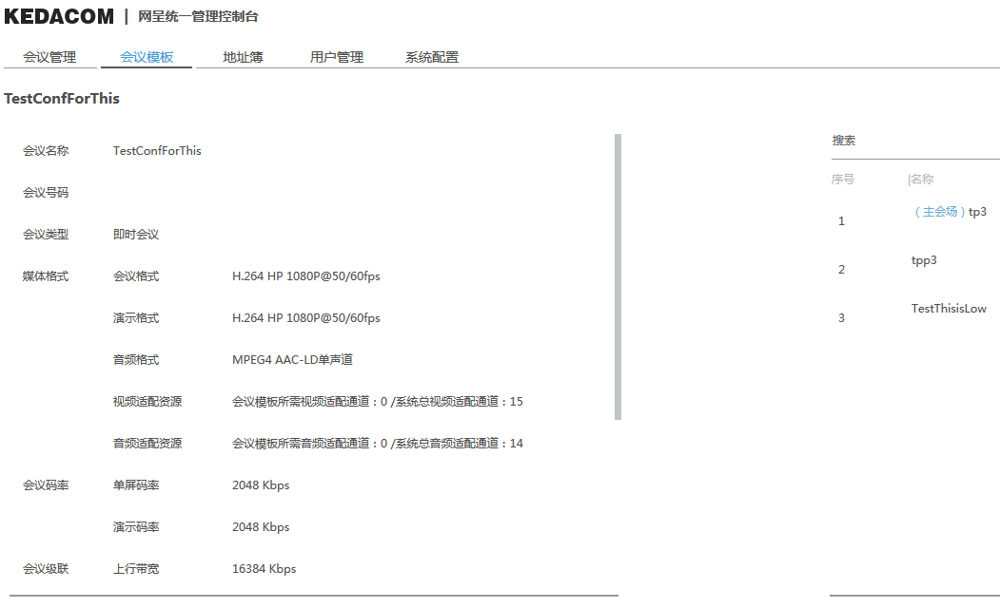 KEDACOM | 网呈统一管理控制台
会议管理 会议模板 地址簿 用户管理 系统配置
TestConfForThis
会议名称 TestConfForThis
会议号码
会议类型 即时会议
媒体格式 会议格式 H.264 HP 1080P@50/60fps
演示格式 H.264 HP 1080P@50/60fps
音频格式 MPEG4 AAC-LD单声道
视频适配资源 会议模板所需视频适配通道：0 /系统总视频适配通道：15
音频适配资源 会议模板所需音频适配通道：0 /系统总音频适配通道：14
会议码率 单屏码率 2048 Kbps
演示码率 2048 Kbps
会议级联 上行带宽 16384 Kbps
搜索
序号 |名称
1 （主会场）tp3
2 tpp3
3 TestThisisLow